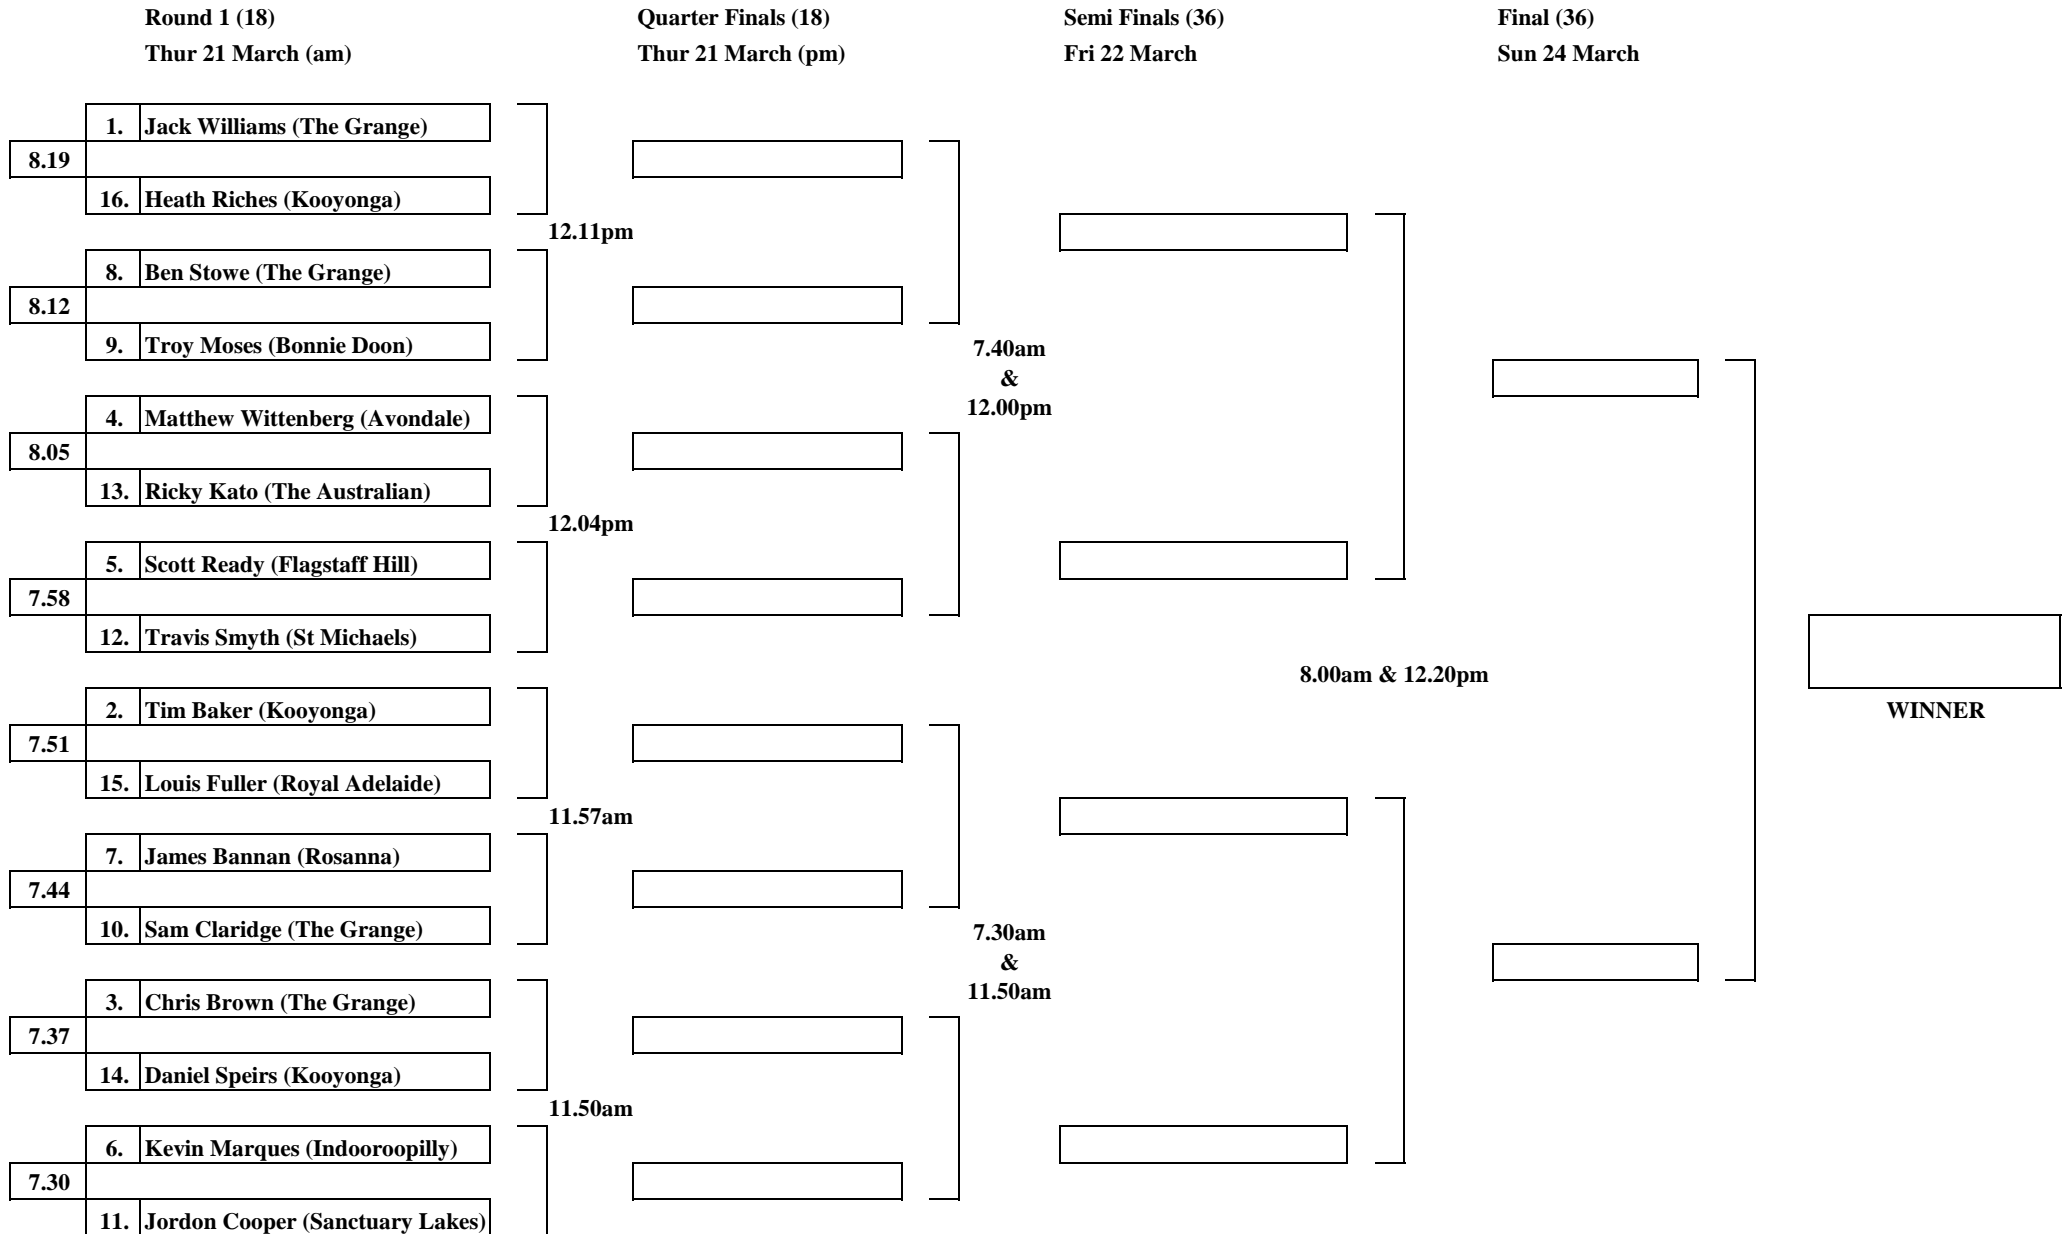 Round 1 (18)
Quarter Finals (18)
Semi Finals (36)
Final (36)
Thur 21 March (am)
Thur 21 March (pm)
Fri 22 March
Sun 24 March
1. Jack Williams (The Grange)
8.19
16. Heath Riches (Kooyonga)
12.11pm
8. Ben Stowe (The Grange)
8.12
9. Troy Moses (Bonnie Doon)
7.40am
&
12.00pm
4. Matthew Wittenberg (Avondale)
8.05
13. Ricky Kato (The Australian)
12.04pm
5. Scott Ready (Flagstaff Hill)
7.58
12. Travis Smyth (St Michaels)
8.00am & 12.20pm
WINNER
2. Tim Baker (Kooyonga)
7.51
15. Louis Fuller (Royal Adelaide)
11.57am
7. James Bannan (Rosanna)
7.44
10. Sam Claridge (The Grange)
7.30am
&
11.50am
3. Chris Brown (The Grange)
7.37
14. Daniel Speirs (Kooyonga)
11.50am
6. Kevin Marques (Indooroopilly)
7.30
11. Jordon Cooper (Sanctuary Lakes)